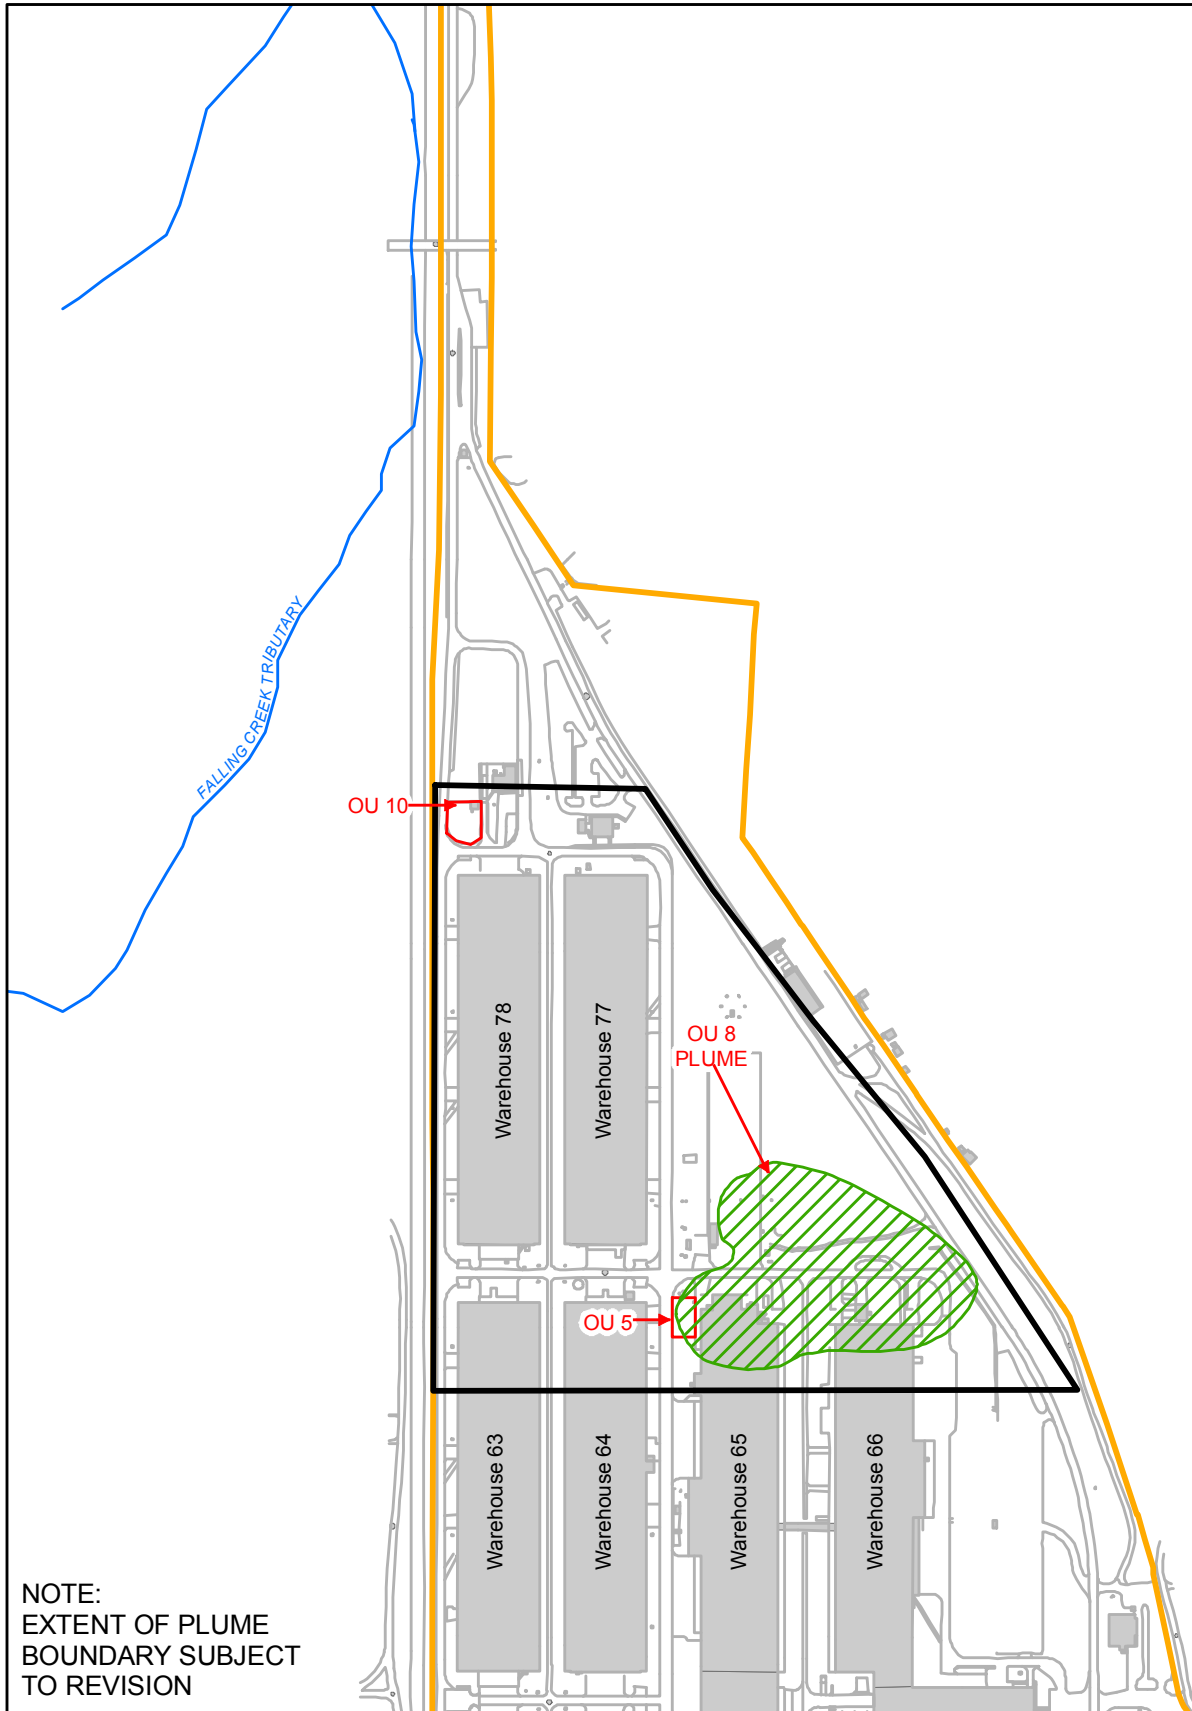 FALLING CREEK TRIBUTARY
OU 10
Warehouse 78
Warehouse 77
OU 8
PLUME
OU 5
Warehouse 63
Warehouse 64
Warehouse 65
Warehouse 66
NOTE:
EXTENT OF PLUME
BOUNDARY SUBJECT
TO REVISION